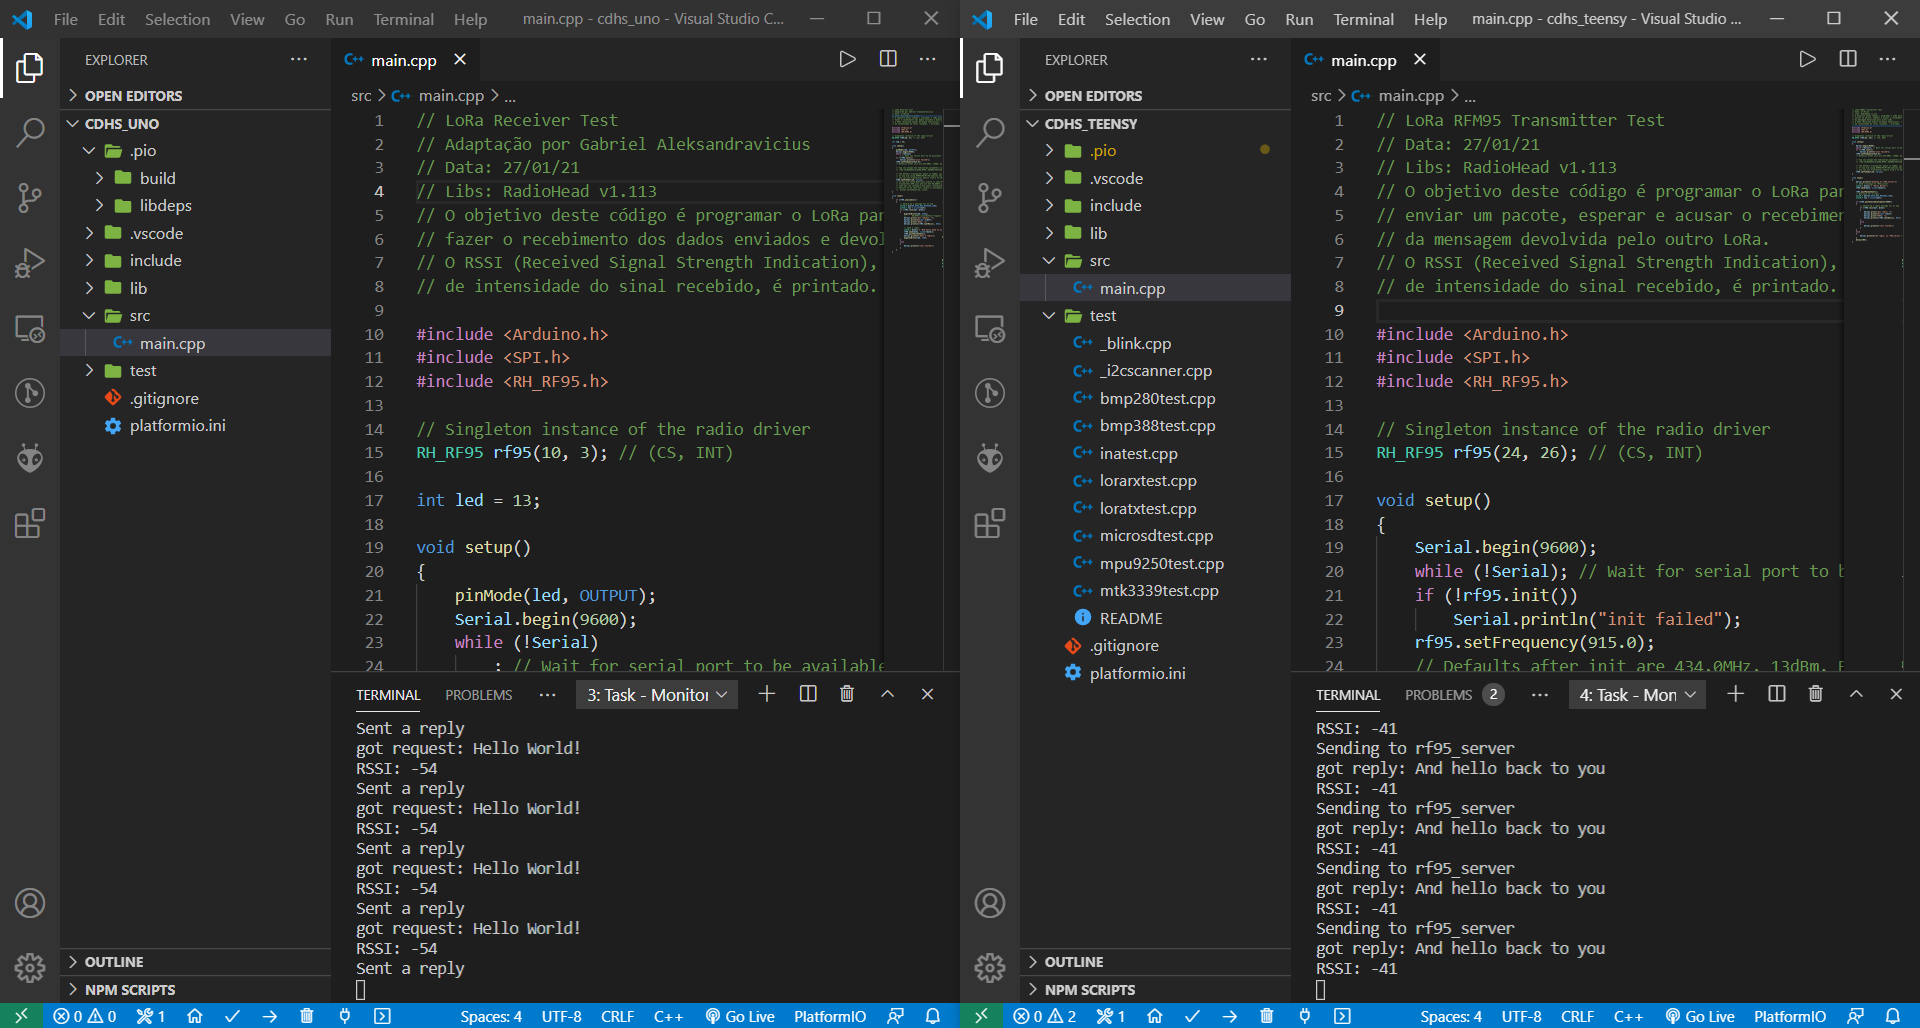 File Edit Selection View Go Run Terminal Help main.cpp - cdhs_uno - Visual Studio C...
EXPLORER
OPEN EDITORS
CDHS_UNO
.pio
build
libdeps
.vscode
include
lib
src
main.cpp
test
.gitignore
platformio.ini
OUTLINE
NPM SCRIPTS
main.cpp
src > main.cpp > ...
1 // LoRa Receiver Test
2 // Adaptação por Gabriel Aleksandravicius
3 // Data: 27/01/21
4 // Libs: RadioHead v1.113
5 // O objetivo deste código é programar o LoRa par
6 // fazer o recebimento dos dados enviados e devol
7 // O RSSI (Received Signal Strength Indication),
8 // de intensidade do sinal recebido, é printado.
9
10 #include <Arduino.h>
11 #include <SPI.h>
12 #include <RH_RF95.h>
13
14 // Singleton instance of the radio driver
15 RH_RF95 rf95(10, 3); // (CS, INT)
16
17 int led = 13;
18
19 void setup()
20 {
21 pinMode(led, OUTPUT);
22 Serial.begin(9600);
23 while (!Serial)
24 ; // Wait for serial port to be available
TERMINAL PROBLEMS ... 3: Task - Monitor
Sent a reply
got request: Hello World!
RSSI: -54
Sent a reply
got request: Hello World!
RSSI: -54
Sent a reply
got request: Hello World!
RSSI: -54
Sent a reply
got request: Hello World!
RSSI: -54
Sent a reply
0 0 1 Spaces: 4 UTF-8 CRLF C++ Go Live PlatformIO
File Edit Selection View Go Run Terminal Help main.cpp - cdhs_teensy - Visual Studio ...
EXPLORER
OPEN EDITORS
CDHS_TEENSY
.pio
.vscode
include
lib
src
main.cpp
test
_blink.cpp
_i2cscanner.cpp
bmp280test.cpp
bmp388test.cpp
inatest.cpp
lorarxtest.cpp
loratxtest.cpp
microsdtest.cpp
mpu9250test.cpp
mtk3339test.cpp
README
.gitignore
platformio.ini
OUTLINE
NPM SCRIPTS
main.cpp
src > main.cpp > ...
1 // LoRa RFM95 Transmitter Test
2 // Data: 27/01/21
3 // Libs: RadioHead v1.113
4 // O objetivo deste código é programar o LoRa par
5 // enviar um pacote, esperar e acusar o recebimen
6 // da mensagem devolvida pelo outro LoRa.
7 // O RSSI (Received Signal Strength Indication),
8 // de intensidade do sinal recebido, é printado.
9
10 #include <Arduino.h>
11 #include <SPI.h>
12 #include <RH_RF95.h>
13
14 // Singleton instance of the radio driver
15 RH_RF95 rf95(24, 26); // (CS, INT)
16
17 void setup()
18 {
19 Serial.begin(9600);
20 while (!Serial); // Wait for serial port to b
21 if (!rf95.init())
22 Serial.println("init failed");
23 rf95.setFrequency(915.0);
24 // Defaults after init are 434.0MHz, 13dBm,
TERMINAL PROBLEMS 2 ... 4: Task - Mon
RSSI: -41
Sending to rf95_server
got reply: And hello back to you
RSSI: -41
Sending to rf95_server
got reply: And hello back to you
RSSI: -41
Sending to rf95_server
got reply: And hello back to you
RSSI: -41
Sending to rf95_server
got reply: And hello back to you
RSSI: -41
0 2 1 Spaces: 4 UTF-8 CRLF C++ Go Live PlatformIO